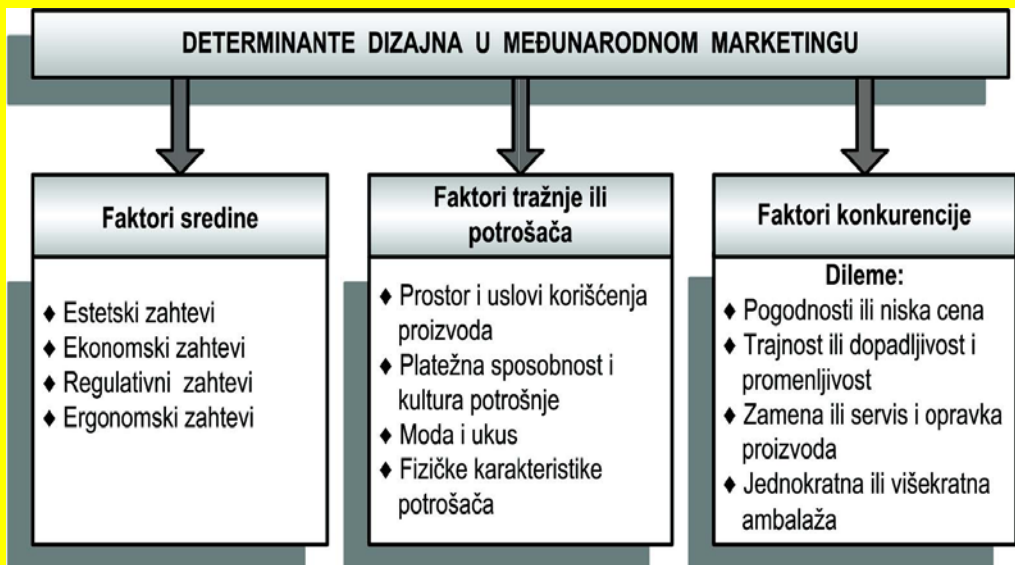 DETERMINANTE DIZAJNA U MEĐUNARODNOM MARKETINGU
Faktori sredine
♦ Estetski zahtevi
♦ Ekonomski zahtevi
♦ Regulativni zahtevi
♦ Ergonomski zahtevi
Faktori tražnje ili
potrošača
♦ Prostor i uslovi korišćenja
proizvoda
♦ Platežna sposobnost i
kultura potrošnje
♦ Moda i ukus
♦ Fizičke karakteristike
potrošača
Faktori konkurencije
Dileme:
♦ Pogodnosti ili niska cena
♦ Trajnost ili dopadljivost i
promenljivost
♦ Zamena ili servis i opravka
proizvoda
♦ Jednokratna ili višekratna
ambalaža